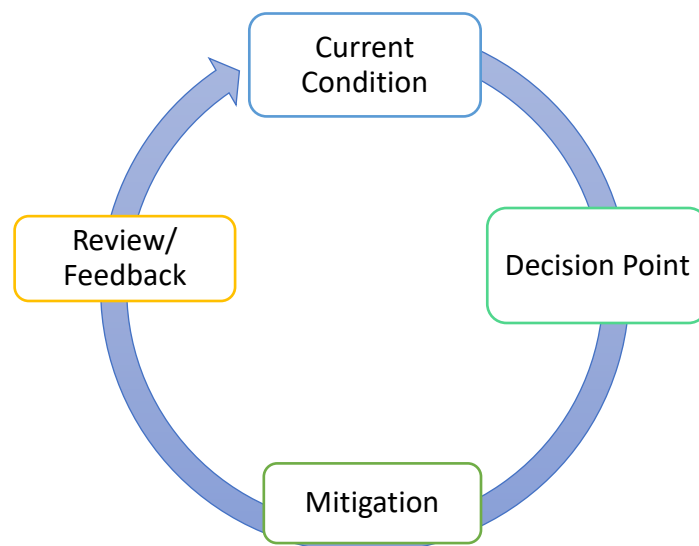 Current
Condition
Decision Point
Mitigation
Review/
Feedback